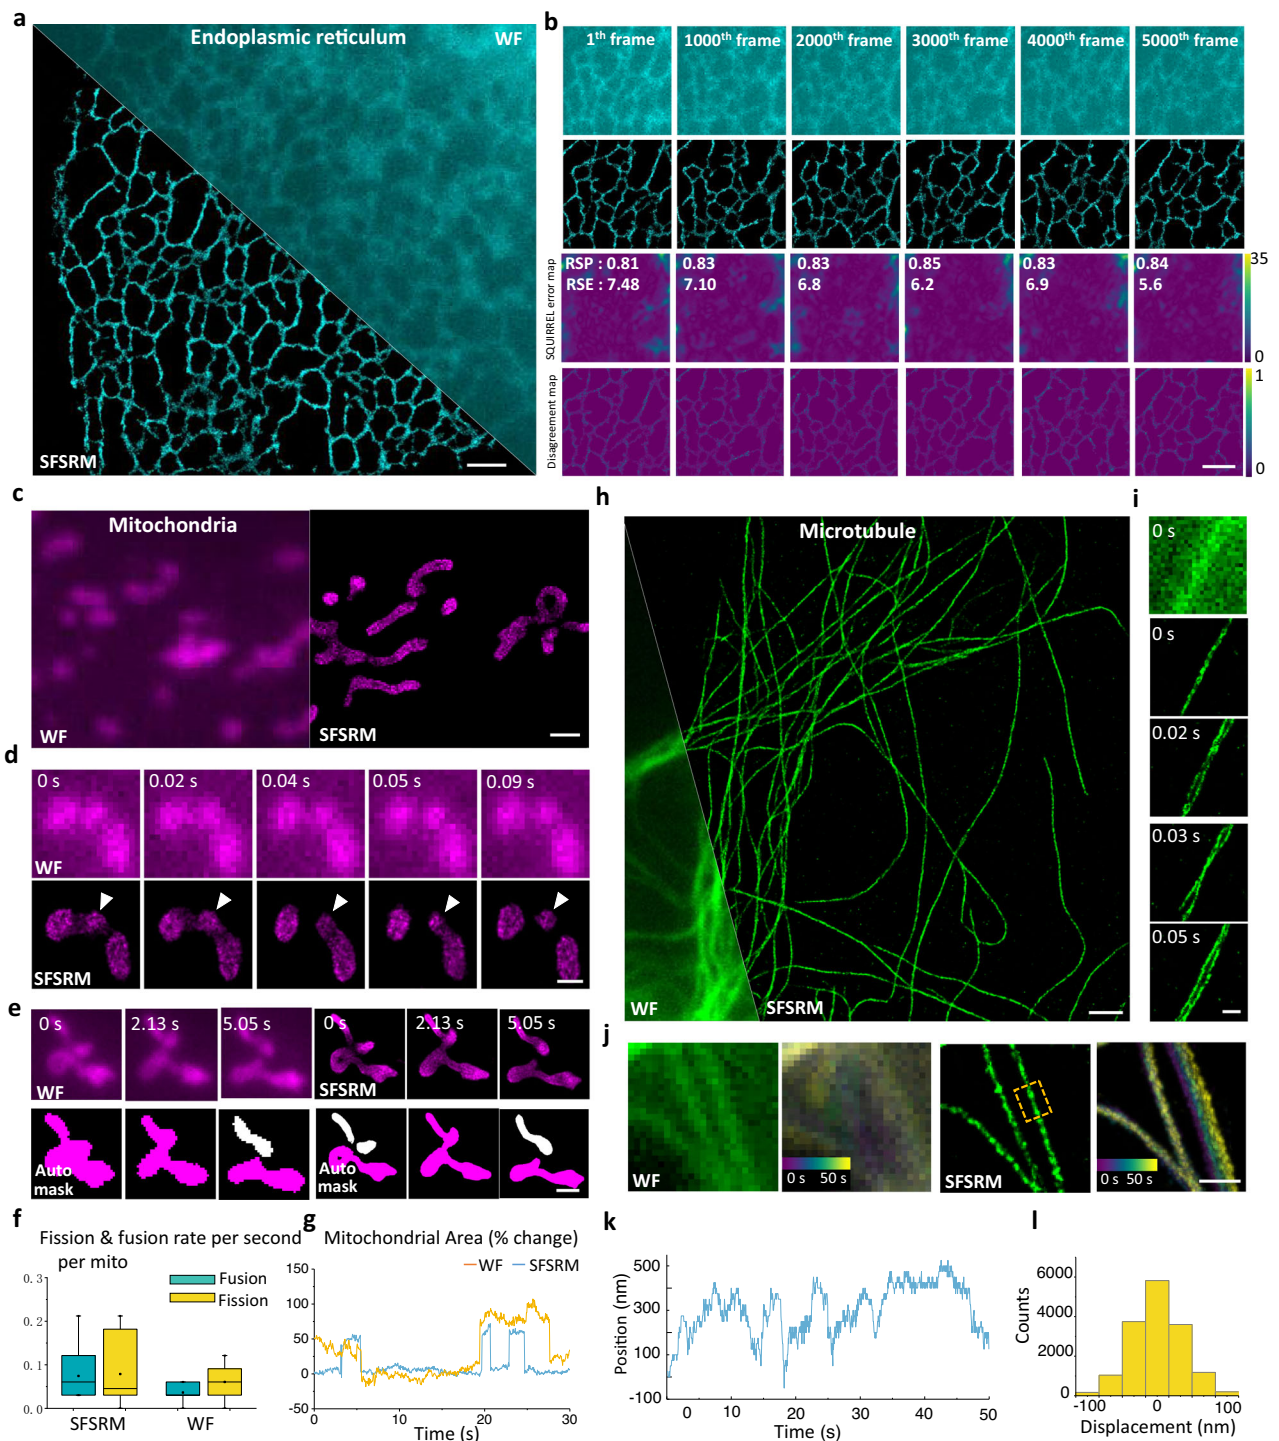 a
Endoplasmic reticulum
WF
SFSRM
b
1th frame
1000th frame
2000th frame
3000th frame
4000th frame
5000th frame
SQUIRREL error map
RSP : 0.81
RSE : 7.48
0.83
7.10
0.83
6.8
0.85
6.2
0.83
6.9
0.84
5.6
35
0
Disagreement map
1
0
c
Mitochondria
WF
SFSRM
d
0 s
0.02 s
0.04 s
0.05 s
0.09 s
WF
SFSRM
e
0 s
2.13 s
5.05 s
0 s
2.13 s
5.05 s
WF
SFSRM
Auto
mask
Auto
mask
f
Fission & fusion rate per second
per mito
0.3
0.2
0.1
0.0
Fusion
Fission
SFSRM
WF
g
Mitochondrial Area (% change)
WF
SFSRM
150
100
50
0
-50
0
10
20
30
Time (s)
h
Microtubule
WF
SFSRM
i
0 s
0 s
0.02 s
0.03 s
0.05 s
j
WF
0 s
50 s
SFSRM
0 s
50 s
k
Position (nm)
500
300
100
-100
0
10
20
30
40
50
Time (s)
l
Counts
6000
4000
2000
0
-100
0
100
Displacement (nm)